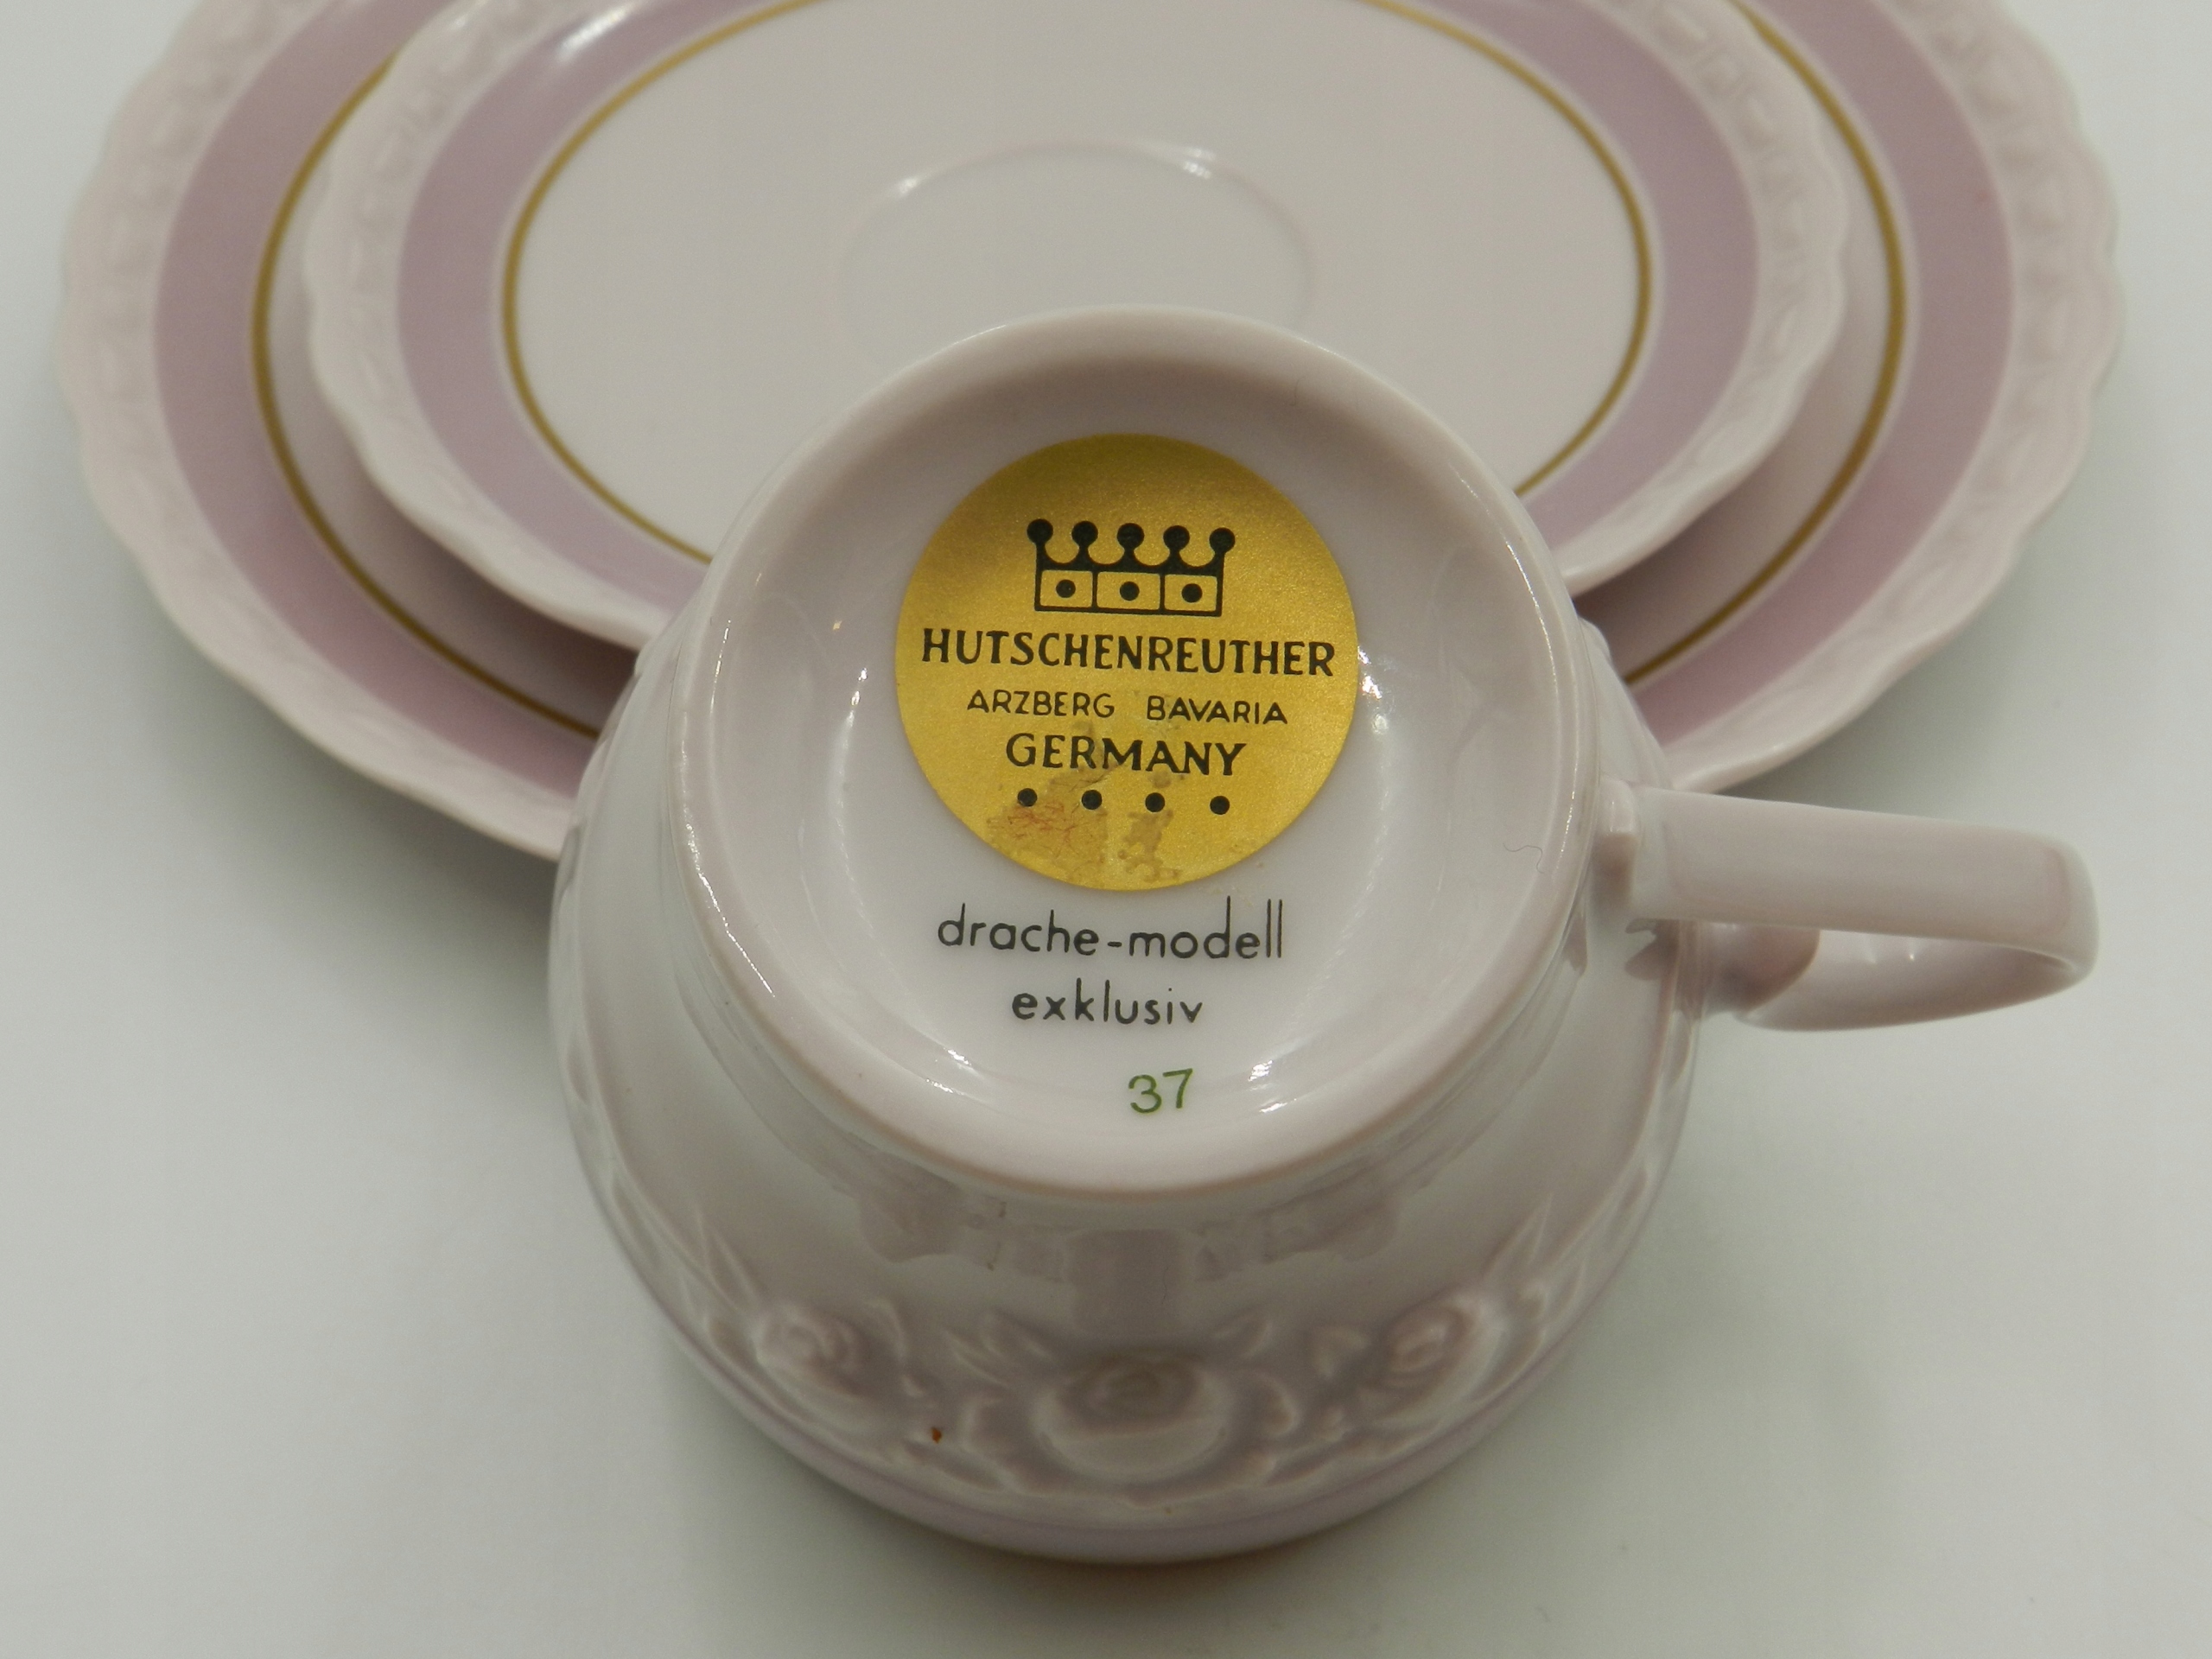 HUTSCHENREUTHER
ARZBERG BAVARIA
GERMANY
drache-modell
exklusiv
37